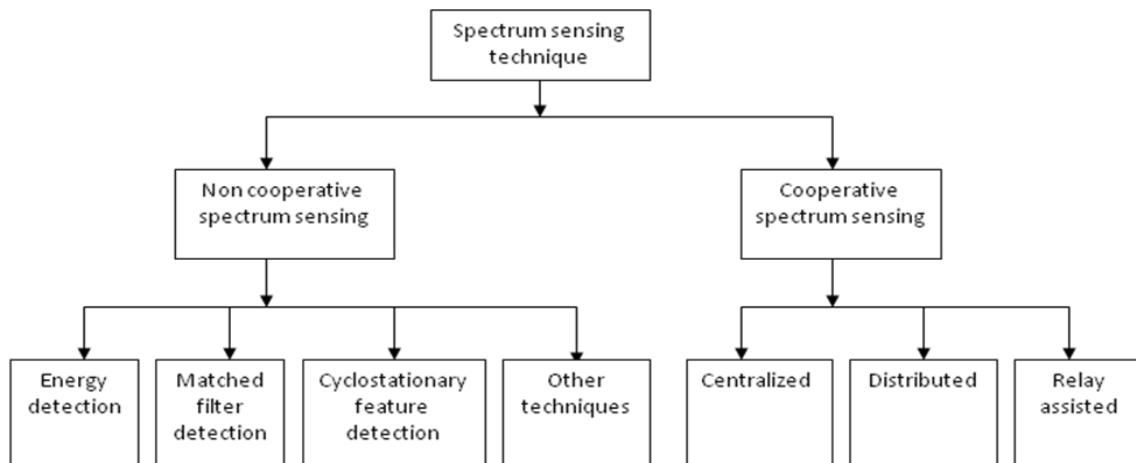 Spectrum sensing
technique
Non cooperative
spectrum sensing
Cooperative
spectrum sensing
Energy
detection
Matched
filter
detection
Cyclostationary
feature
detection
Other
techniques
Centralized
Distributed
Relay
assisted